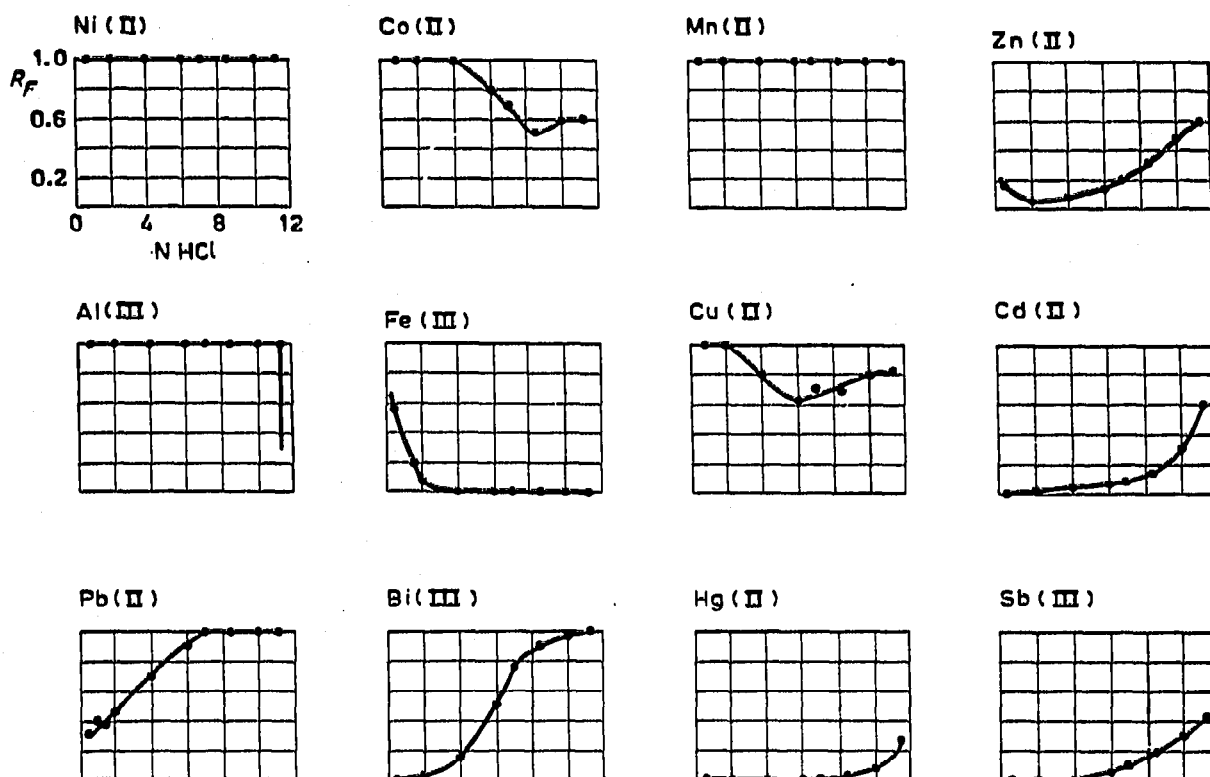 Ni (II) Co (II) Mn (II) Zn (II)
1.0
RF
0.6
0.2
0 4 8 12
·N HCl
Al (III) Fe (III) Cu (II) Cd (II)
Pb (II) Bi (III) Hg (II) Sb (III)